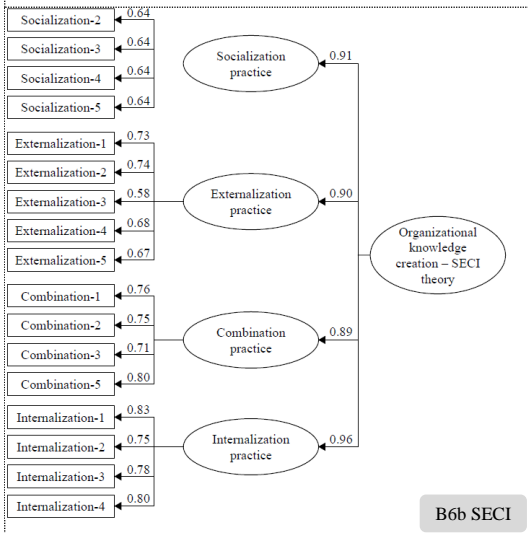 Socialization-2
0.64
Socialization-3
0.64
Socialization-4
0.64
Socialization-5
0.64
Socialization
practice
0.91
Externalization-1
0.73
Externalization-2
0.74
Externalization-3
0.58
Externalization-4
0.68
Externalization-5
0.67
Externalization
practice
0.90
Organizational
knowledge
creation – SECI
theory
Combination-1
0.76
Combination-2
0.75
Combination-3
0.71
Combination-5
0.80
Combination
practice
0.89
Internalization-1
0.83
Internalization-2
0.75
Internalization-3
0.78
Internalization-4
0.80
Internalization
practice
0.96
B6b SECI